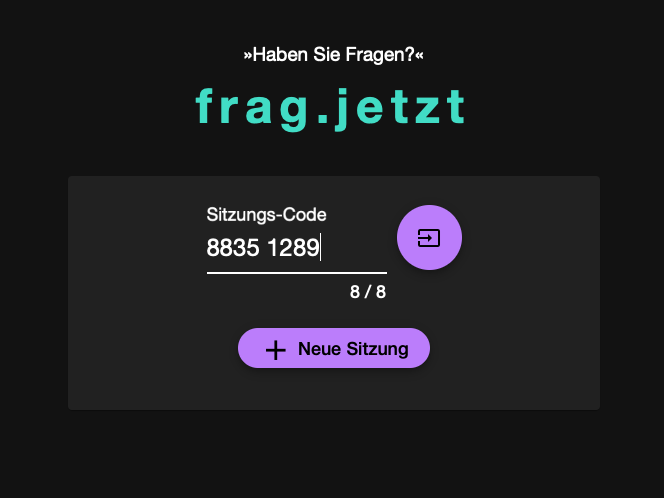 »Haben Sie Fragen?«
frag.jetzt
Sitzungs-Code
8835 1289
8 / 8
Neue Sitzung